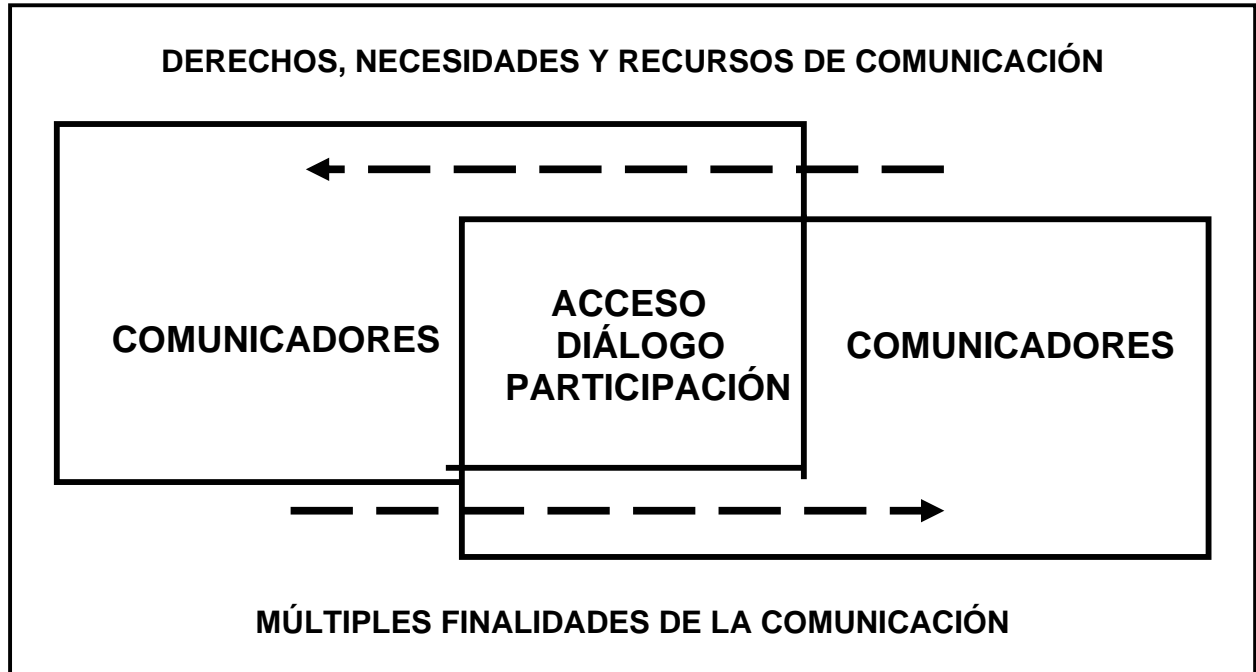 DERECHOS, NECESIDADES Y RECURSOS DE COMUNICACIÓN
COMUNICADORES
ACCESO
DIÁLOGO
PARTICIPACIÓN
COMUNICADORES
MÚLTIPLES FINALIDADES DE LA COMUNICACIÓN